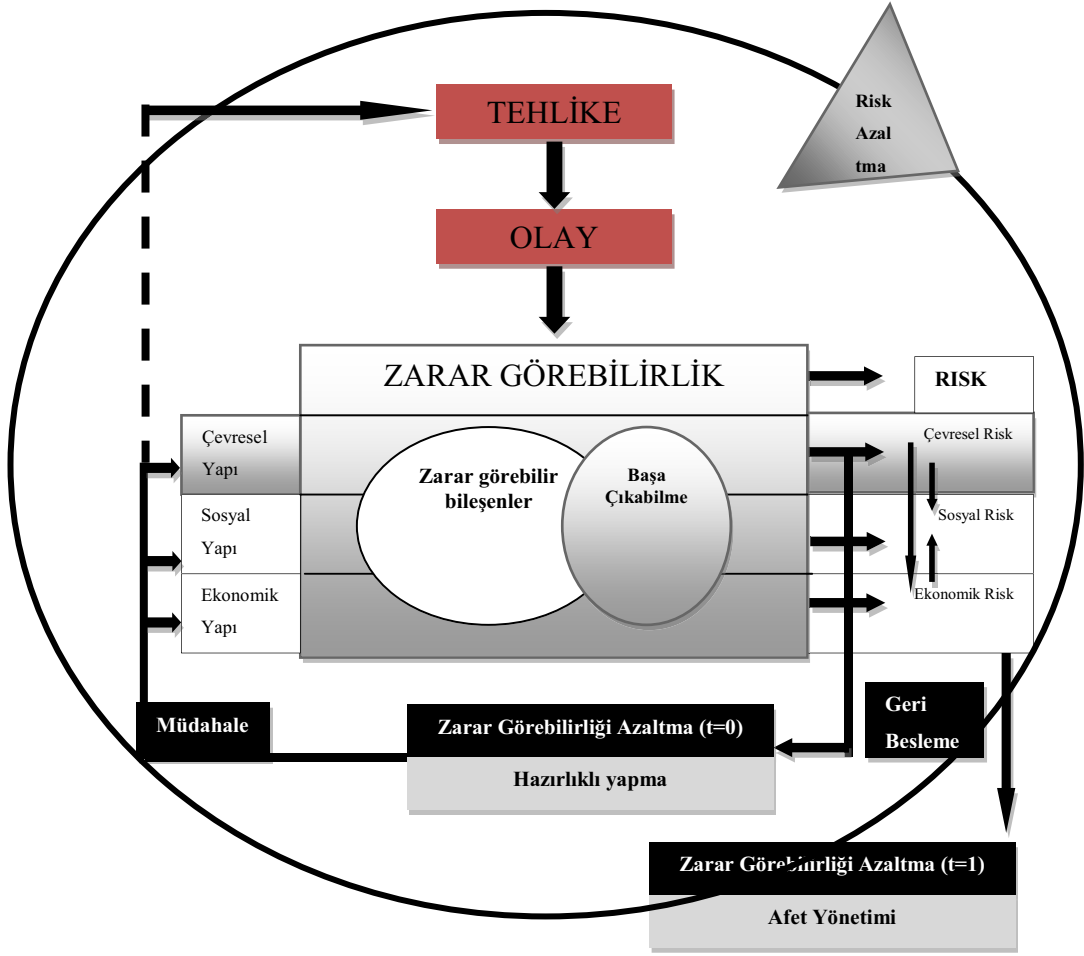 Risk
Azal
tma
TEHLİKE
OLAY
ZARAR GÖREBİLİRLİK
RISK
Çevresel
Yapı
Zarar görebilir
bileşenler
Başa
Çıkabilme
Çevresel Risk
Sosyal
Yapı
Sosyal Risk
Ekonomik
Yapı
Ekonomik Risk
Müdahale
Zarar Görebilirliği Azaltma (t=0)
Hazırlıklı yapma
Geri
Besleme
Zarar Görebilirliği Azaltma (t=1)
Afet Yönetimi